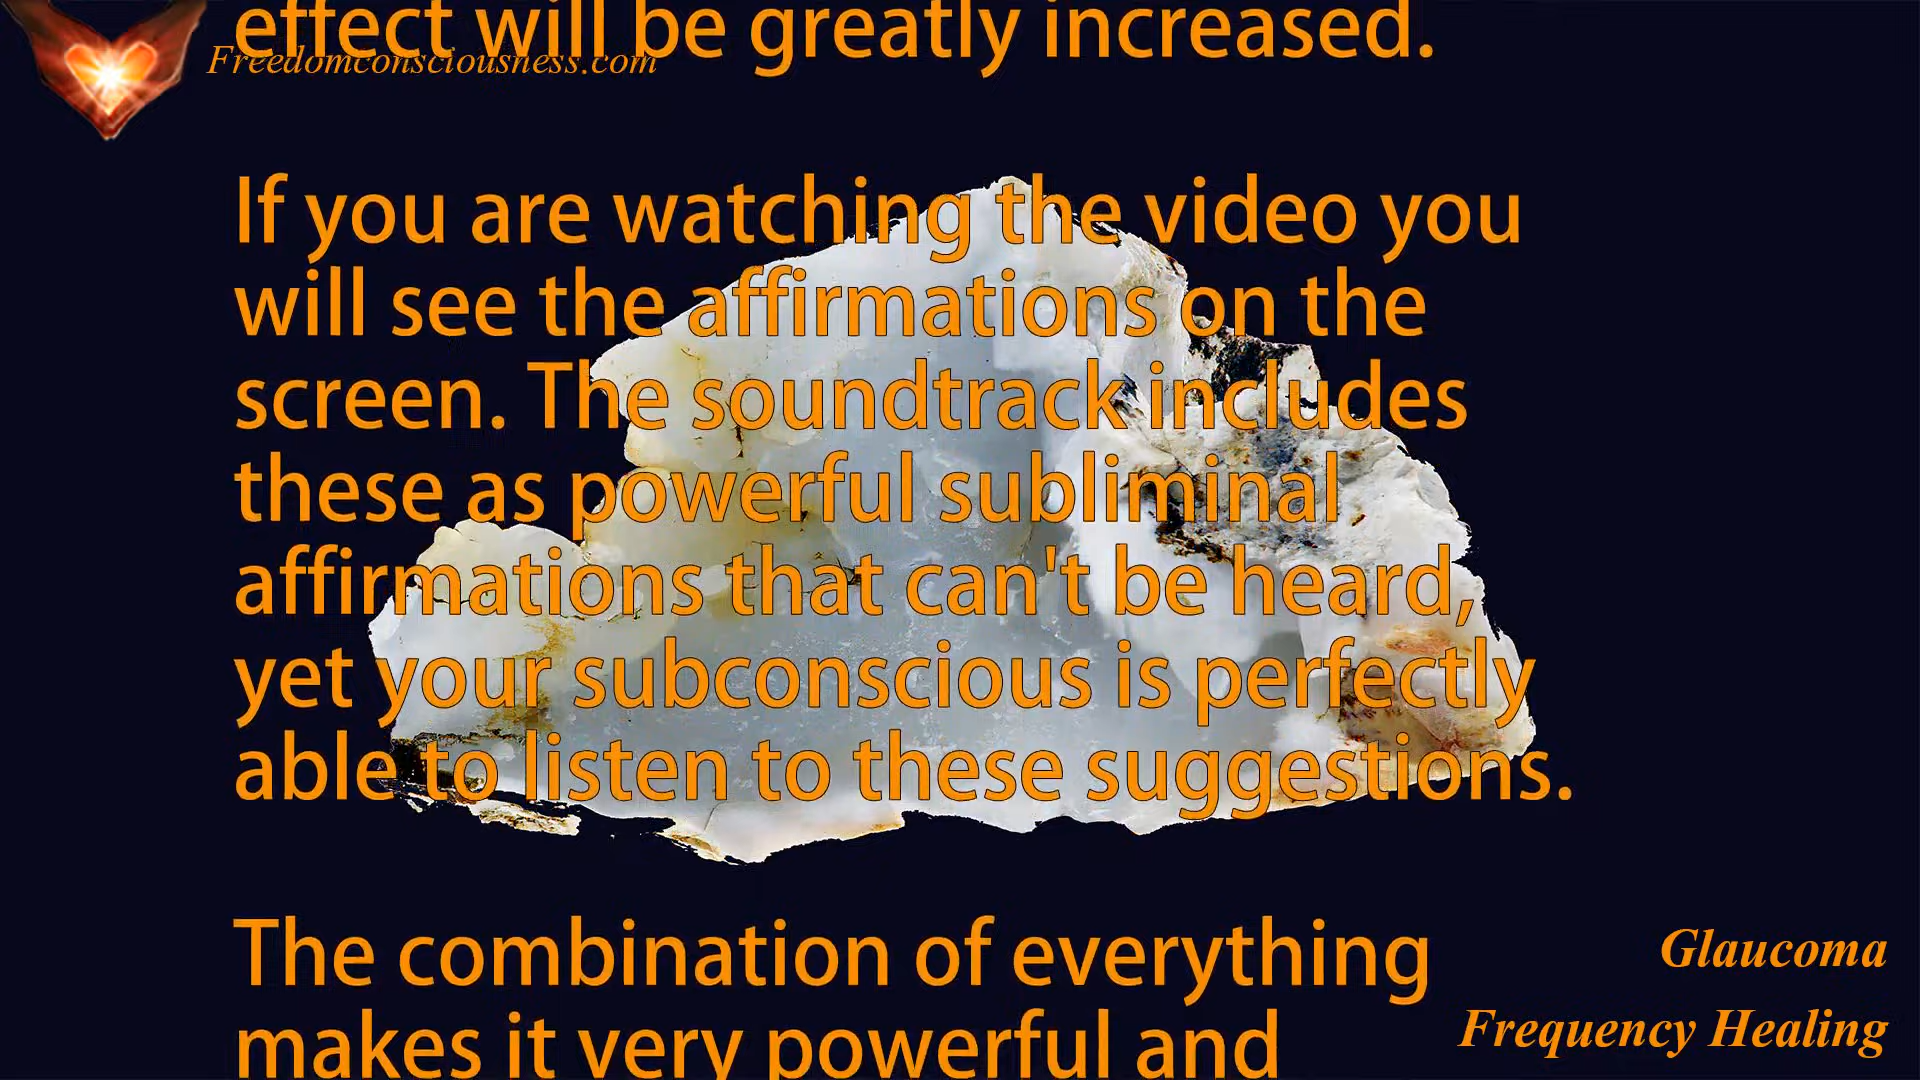 effect will be greatly increased.
Freedomconsciousness.com
If you are watching the video you
will see the affirmations on the
screen. The soundtrack includes
these as powerful subliminal
affirmations that can't be heard,
yet your subconscious is perfectly
able to listen to these suggestions.
The combination of everything
makes it very powerful and
Glaucoma
Frequency Healing